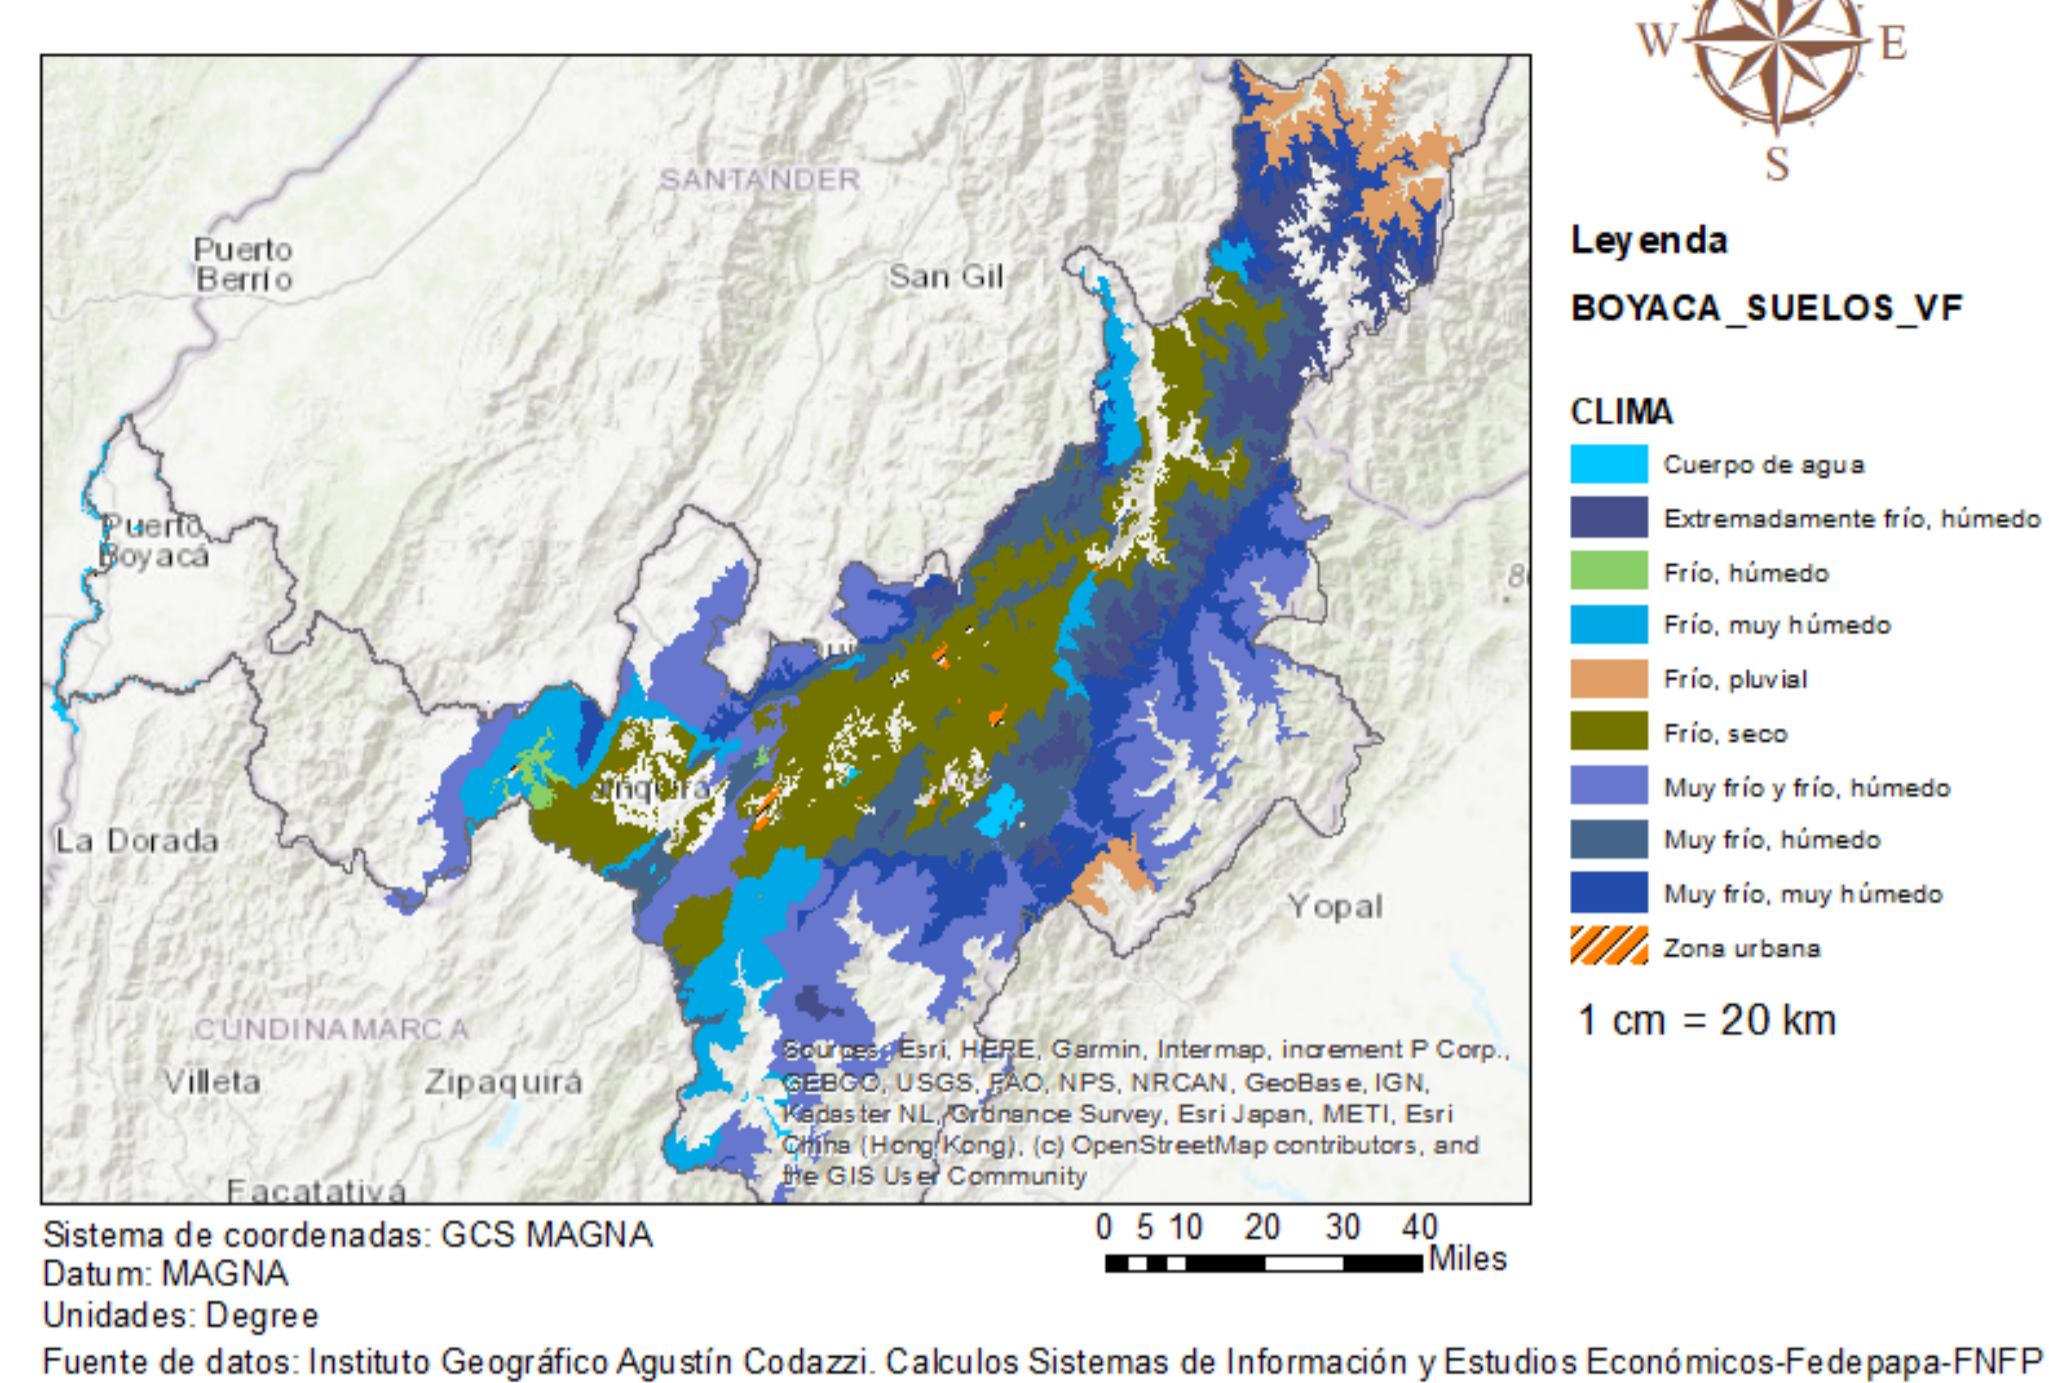 W E
S
SANTANDER
Puerto
Berrío
San Gil
Puerto
Boyacá
La Dorada
Yopal
CUNDINAMARCA
Villeta
Zipaquirá
Facatativá
Sources: Esri, HERE, Garmin, Intermap, increment P Corp.,
GEBCO, USGS, FAO, NPS, NRCAN, GeoBase, IGN,
Kadaster NL, Ordnance Survey, Esri Japan, METI, Esri
China (Hong Kong), (c) OpenStreetMap contributors, and
the GIS User Community
Leyenda
BOYACA_SUELOS_VF
CLIMA
Cuerpo de agua
Extremadamente frío, húmedo
Frío, húmedo
Frío, muy húmedo
Frío, pluvial
Frío, seco
Muy frío y frío, húmedo
Muy frío, húmedo
Muy frío, muy húmedo
Zona urbana
1 cm = 20 km
0 5 10 20 30 40
Miles
Sistema de coordenadas: GCS MAGNA
Datum: MAGNA
Unidades: Degree
Fuente de datos: Instituto Geográfico Agustín Codazzi. Calculos Sistemas de Información y Estudios Económicos-Fedepapa-FNFP